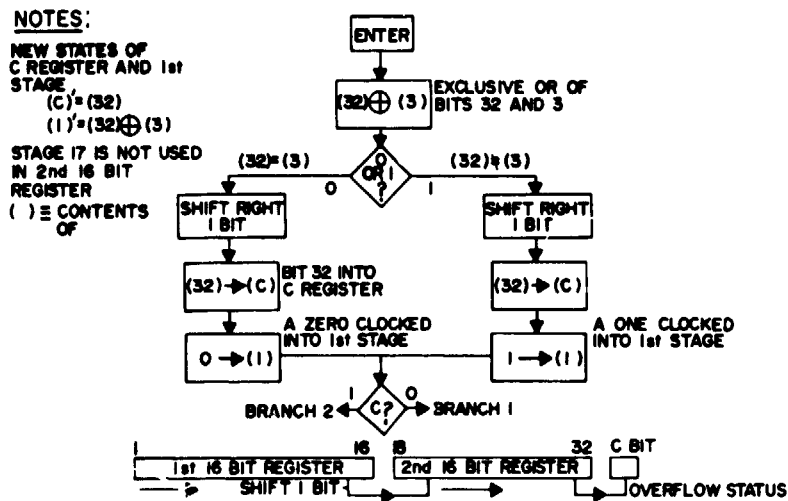 NOTES:
NEW STATES OF
C REGISTER AND 1st
STAGE
(C)'=(32)
(1)'=(32)⊕(3)
STAGE 17 IS NOT USED
IN 2nd 16 BIT
REGISTER
( ) ≡ CONTENTS
OF
ENTER
(32)⊕(3)
EXCLUSIVE OR OF
BITS 32 AND 3
(32)=(3)
0
OR 1
?
(32)≠(3)
0
1
SHIFT RIGHT
1 BIT
SHIFT RIGHT
1 BIT
(32)→(C)
BIT 32 INTO
C REGISTER
(32)→(C)
0→(1)
A ZERO CLOCKED
INTO 1st STAGE
1→(1)
A ONE CLOCKED
INTO 1st STAGE
1
C?
0
BRANCH 2
BRANCH 1
1
16
18
32
C BIT
1st 16 BIT REGISTER
2nd 16 BIT REGISTER
SHIFT 1 BIT
OVERFLOW STATUS